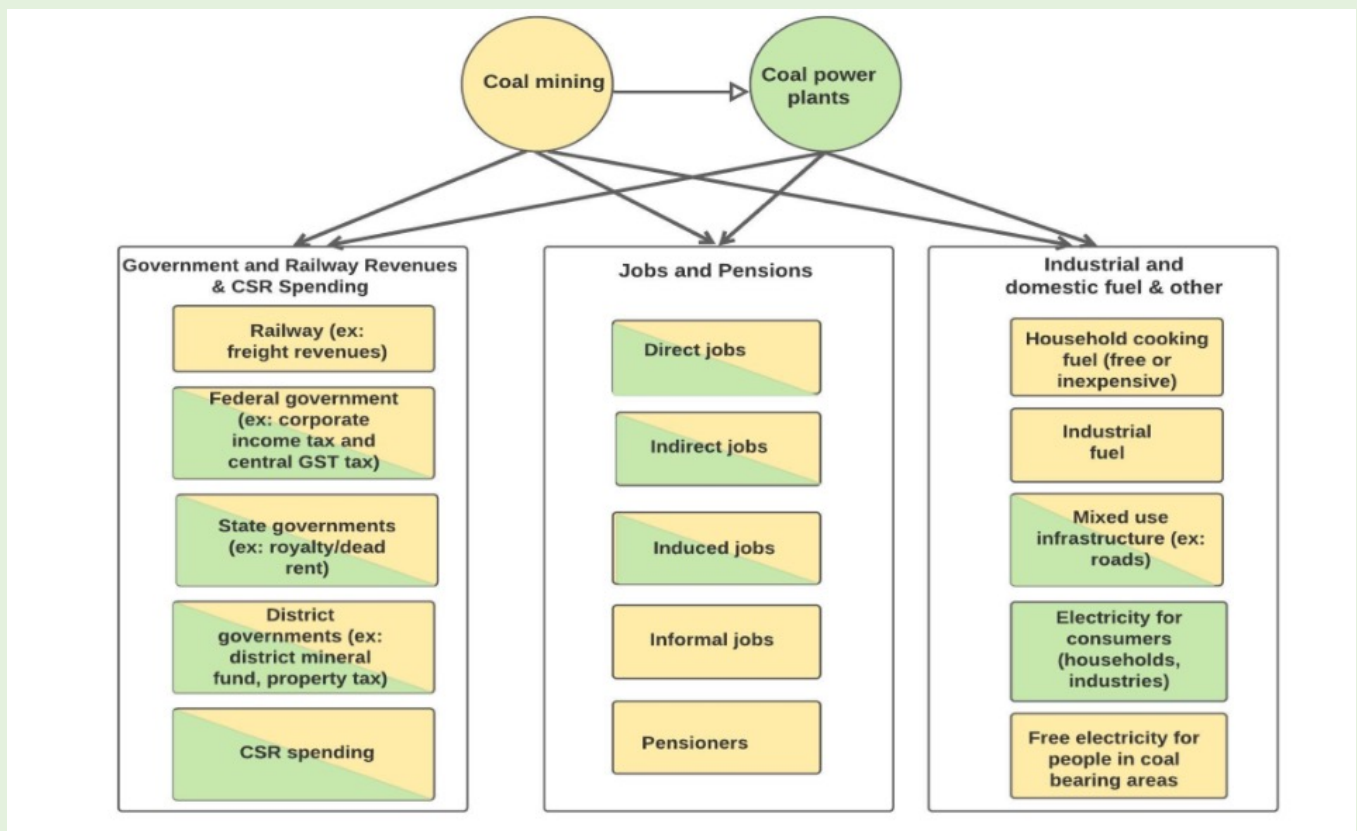 Coal mining
Coal power
plants
Government and Railway Revenues
& CSR Spending
Railway (ex:
freight revenues)
Federal government
(ex: corporate
income tax and
central GST tax)
State governments
(ex: royalty/dead
rent)
District
governments (ex:
district mineral
fund, property tax)
CSR spending
Jobs and Pensions
Direct jobs
Indirect jobs
Induced jobs
Informal jobs
Pensioners
Industrial and
domestic fuel & other
Household cooking
fuel (free or
inexpensive)
Industrial
fuel
Mixed use
infrastructure (ex:
roads)
Electricity for
consumers
(households,
industries)
Free electricity for
people in coal
bearing areas